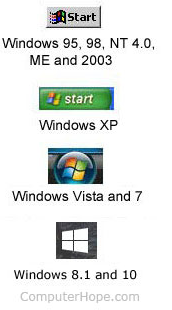 Start
Windows 95, 98, NT 4.0,
ME and 2003
start
Windows XP
Windows Vista and 7
Windows 8.1 and 10
ComputerHope.com